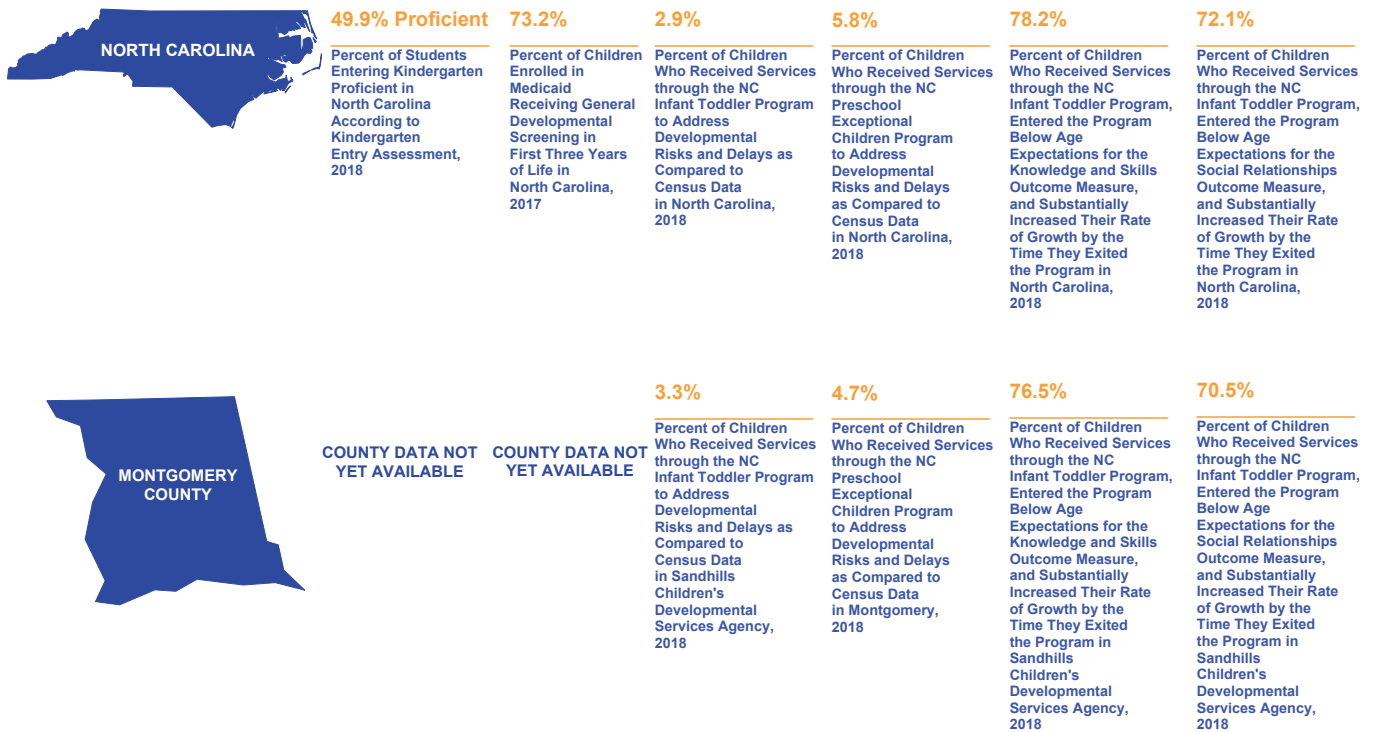 NORTH CAROLINA
49.9% Proficient
Percent of Students
Entering Kindergarten
Proficient in
North Carolina
According to
Kindergarten
Entry Assessment,
2018
73.2%
Percent of Children
Enrolled in
Medicaid
Receiving General
Developmental
Screening in
First Three Years
of Life in
North Carolina,
2017
2.9%
Percent of Children
Who Received Services
through the NC
Infant Toddler Program
to Address
Developmental
Risks and Delays as
Compared to
Census Data
in North Carolina,
2018
5.8%
Percent of Children
Who Received Services
through the NC
Preschool
Exceptional
Children Program
to Address
Developmental
Risks and Delays
as Compared to
Census Data
in North Carolina,
2018
78.2%
Percent of Children
Who Received Services
through the NC
Infant Toddler Program,
Entered the Program
Below Age
Expectations for the
Knowledge and Skills
Outcome Measure,
and Substantially
Increased Their Rate
of Growth by the
Time They Exited
the Program in
North Carolina,
2018
72.1%
Percent of Children
Who Received Services
through the NC
Infant Toddler Program,
Entered the Program
Below Age
Expectations for the
Social Relationships
Outcome Measure,
and Substantially
Increased Their Rate
of Growth by the
Time They Exited
the Program in
North Carolina,
2018
MONTGOMERY
COUNTY
COUNTY DATA NOT
YET AVAILABLE
COUNTY DATA NOT
YET AVAILABLE
3.3%
Percent of Children
Who Received Services
through the NC
Infant Toddler Program
to Address
Developmental
Risks and Delays as
Compared to
Census Data
in Sandhills
Children's
Developmental
Services Agency,
2018
4.7%
Percent of Children
Who Received Services
through the NC
Preschool
Exceptional
Children Program
to Address
Developmental
Risks and Delays
as Compared to
Census Data
in Montgomery,
2018
76.5%
Percent of Children
Who Received Services
through the NC
Infant Toddler Program,
Entered the Program
Below Age
Expectations for the
Knowledge and Skills
Outcome Measure,
and Substantially
Increased Their Rate
of Growth by the
Time They Exited
the Program in
Sandhills
Children's
Developmental
Services Agency,
2018
70.5%
Percent of Children
Who Received Services
through the NC
Infant Toddler Program,
Entered the Program
Below Age
Expectations for the
Social Relationships
Outcome Measure,
and Substantially
Increased Their Rate
of Growth by the
Time They Exited
the Program in
Sandhills
Children's
Developmental
Services Agency,
2018